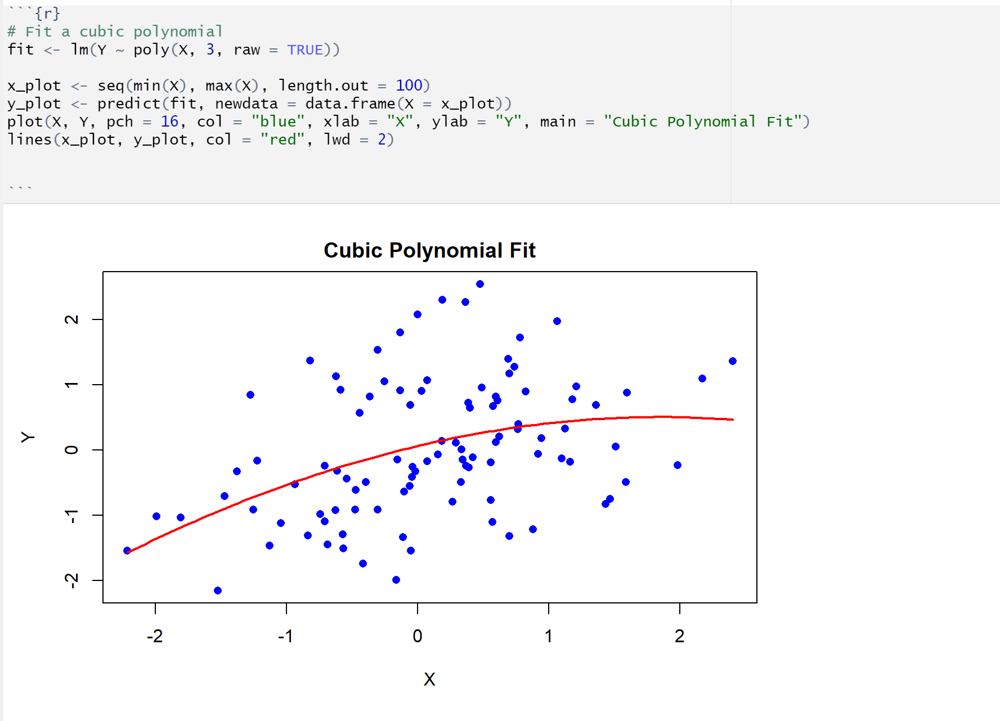 ```{r}
# Fit a cubic polynomial
fit <- lm(Y ~ poly(X, 3, raw = TRUE))
x_plot <- seq(min(X), max(X), length.out = 100)
y_plot <- predict(fit, newdata = data.frame(X = x_plot))
plot(X, Y, pch = 16, col = "blue", xlab = "X", ylab = "Y", main = "Cubic Polynomial Fit")
lines(x_plot, y_plot, col = "red", lwd = 2)
```
Cubic Polynomial Fit
2
1
0
-1
-2
Y
-2 -1 0 1 2
X